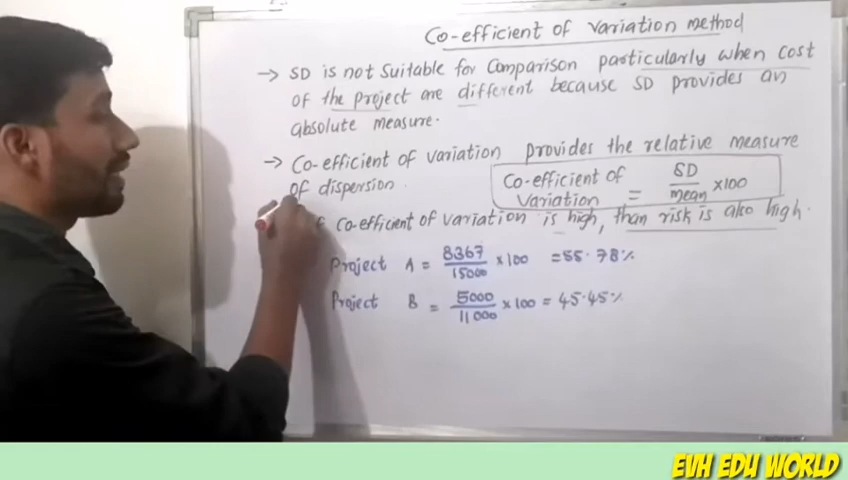 Co-efficient of variation method
→ SD is not suitable for comparison particularly when cost
of the project are different because SD provides an
absolute measure.
→ Co-efficient of variation provides the relative measure
of dispersion.
Co-efficient of variation = SD/mean ×100
co-efficient of variation is high, than risk is also high.
Project A = 8367/15000 ×100 =55.78%
Project B = 5000/11000 ×100 = 45.45%
EVH EDU WORLD